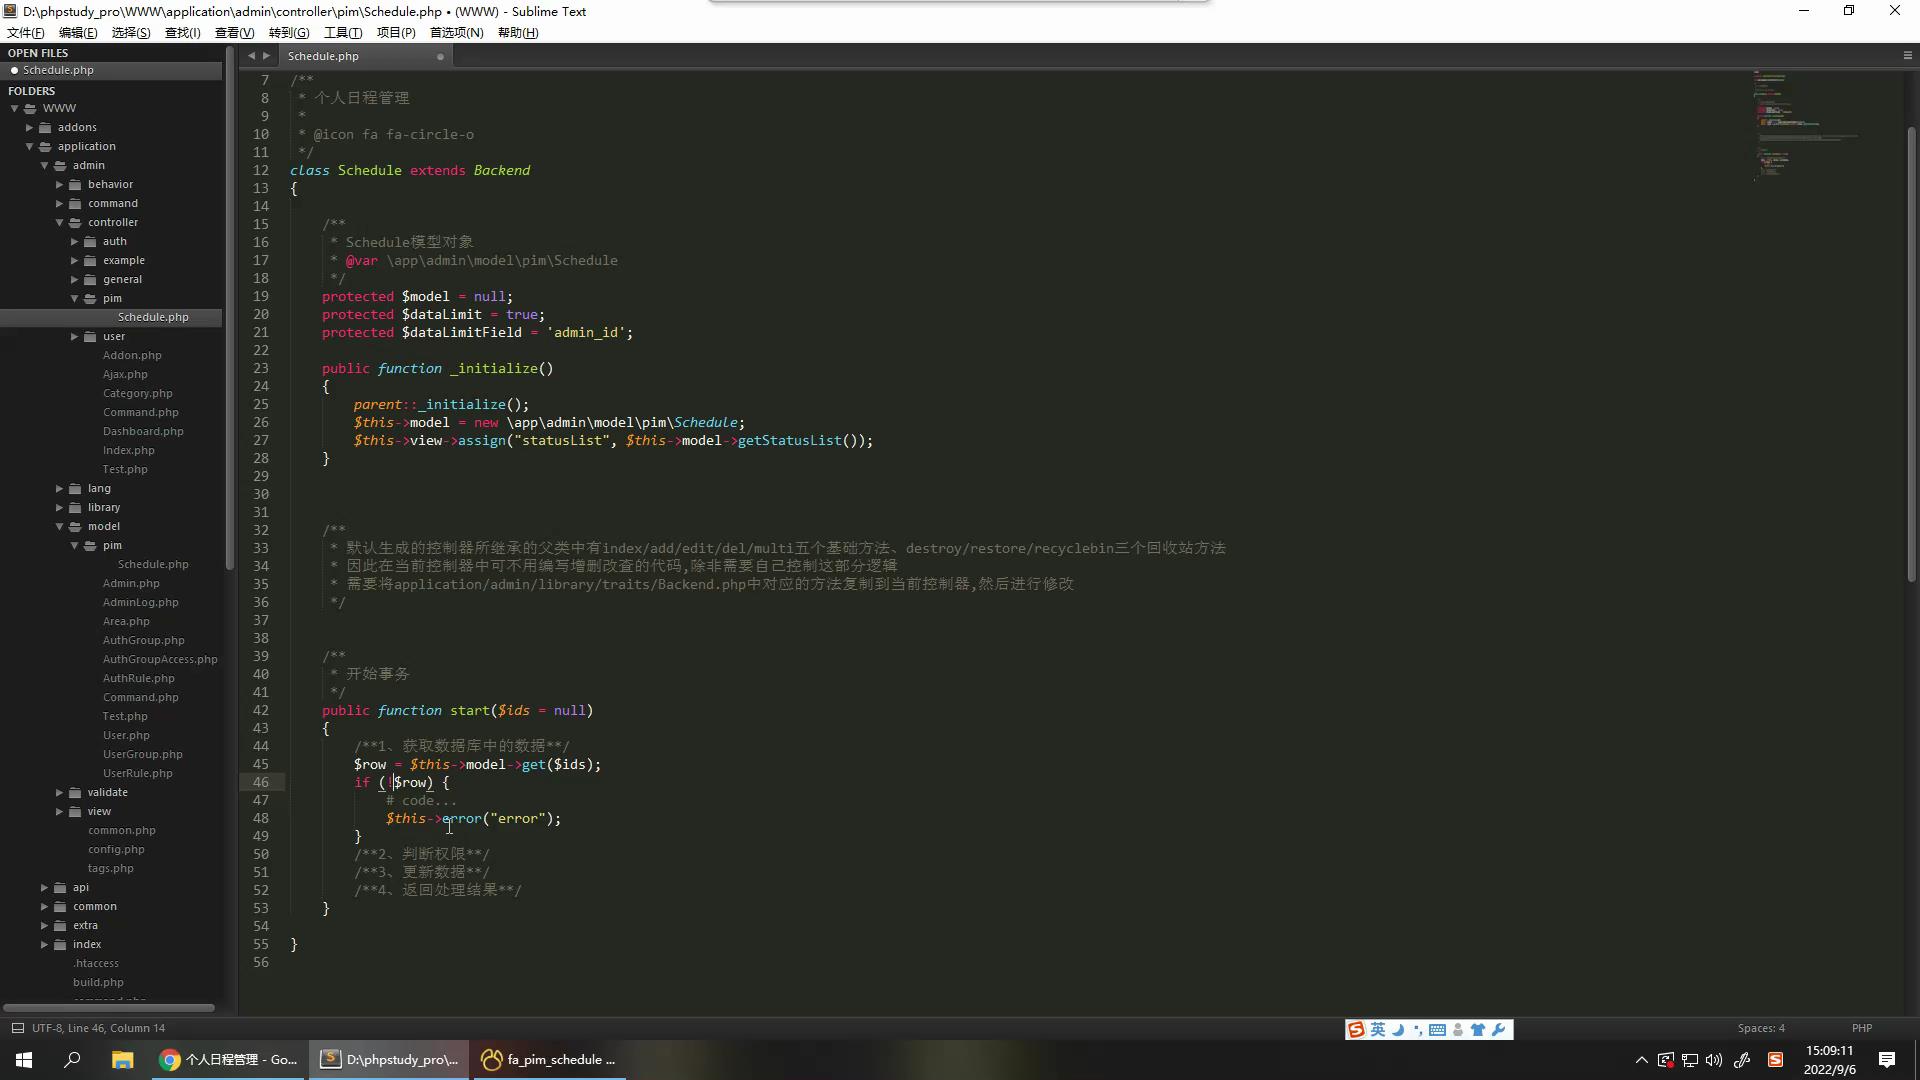 D:\phpstudy_pro\WWW\application\admin\controller\pim\Schedule.php • (WWW) - Sublime Text
文件(F) 编辑(E) 选择(S) 查找(I) 查看(V) 转到(G) 工具(T) 项目(P) 首选项(N) 帮助(H)
OPEN FILES
Schedule.php
FOLDERS
WWW
addons
application
admin
behavior
command
controller
auth
example
general
pim
Schedule.php
user
Addon.php
Ajax.php
Category.php
Command.php
Dashboard.php
Index.php
Test.php
lang
library
model
pim
Schedule.php
Admin.php
AdminLog.php
Area.php
AuthGroup.php
AuthGroupAccess.php
AuthRule.php
Command.php
Test.php
User.php
UserGroup.php
UserRule.php
validate
view
common.php
config.php
tags.php
api
common
extra
index
.htaccess
build.php
Schedule.php
7 /**
8 * 个人日程管理
9 *
10 * @icon fa fa-circle-o
11 */
12 class Schedule extends Backend
13 {
14
15 /**
16 * Schedule模型对象
17 * @var \app\admin\model\pim\Schedule
18 */
19 protected $model = null;
20 protected $dataLimit = true;
21 protected $dataLimitField = 'admin_id';
22
23 public function _initialize()
24 {
25 parent::_initialize();
26 $this->model = new \app\admin\model\pim\Schedule;
27 $this->view->assign("statusList", $this->model->getStatusList());
28 }
29
30
31
32 /**
33 * 默认生成的控制器所继承的父类中有index/add/edit/del/multi五个基础方法、destroy/restore/recyclebin三个回收站方法
34 * 因此在当前控制器中可不用编写增删改查的代码,除非需要自己控制这部分逻辑
35 * 需要将application/admin/library/traits/Backend.php中对应的方法复制到当前控制器,然后进行修改
36 */
37
38
39 /**
40 * 开始事务
41 */
42 public function start($ids = null)
43 {
44 /**1、获取数据库中的数据**/
45 $row = $this->model->get($ids);
46 if (!$row) {
47 # code...
48 $this->error("error");
49 }
50 /**2、判断权限**/
51 /**3、更新数据**/
52 /**4、返回处理结果**/
53 }
54
55 }
56
UTF-8, Line 46, Column 14
英
Spaces: 4
PHP
个人日程管理 - Go...
D:\phpstudy_pro\...
fa_pim_schedule ...
15:09:11
2022/9/6